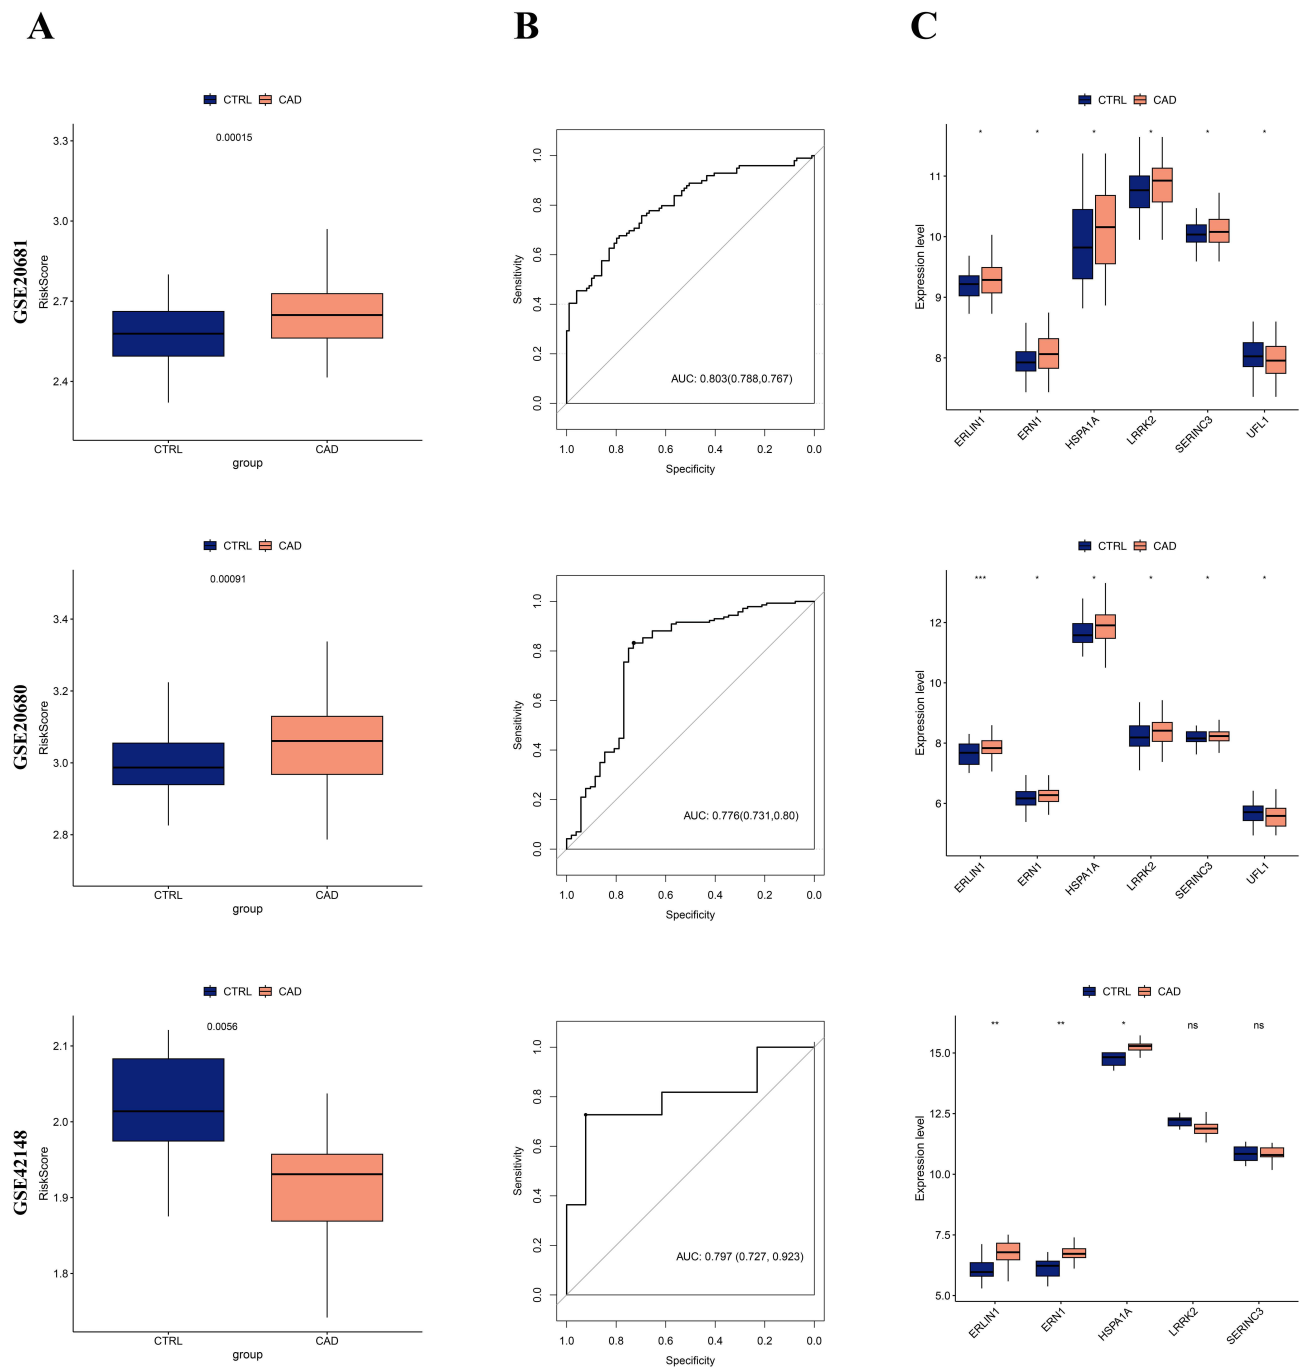 A
B
C
GSE20681
CTRL CAD
0.00015
3.3
3.0
2.7
2.4
RiskScore
CTRL CAD
group
1.0
0.8
0.6
0.4
0.2
0.0
Sensitivity
AUC: 0.803(0.788,0.767)
1.0 0.8 0.6 0.4 0.2 0.0
Specificity
CTRL CAD
* * * * * *
11
10
9
8
Expression level
ERLIN1 ERN1 HSPA1A LRRK2 SERINC3 UFL1
GSE20680
CTRL CAD
0.00091
3.4
3.2
3.0
2.8
RiskScore
CTRL CAD
group
1.0
0.8
0.6
0.4
0.2
0.0
Sensitivity
AUC: 0.776(0.731,0.80)
1.0 0.8 0.6 0.4 0.2 0.0
Specificity
CTRL CAD
*** * * * * *
12
10
8
6
Expression level
ERLIN1 ERN1 HSPA1A LRRK2 SERINC3 UFL1
GSE42148
CTRL CAD
0.0056
2.1
2.0
1.9
1.8
RiskScore
CTRL CAD
group
1.0
0.8
0.6
0.4
0.2
0.0
Sensitivity
AUC: 0.797 (0.727, 0.923)
1.0 0.8 0.6 0.4 0.2 0.0
Specificity
CTRL CAD
** ** * ns ns
15.0
12.5
10.0
7.5
5.0
Expression level
ERLIN1 ERN1 HSPA1A LRRK2 SERINC3